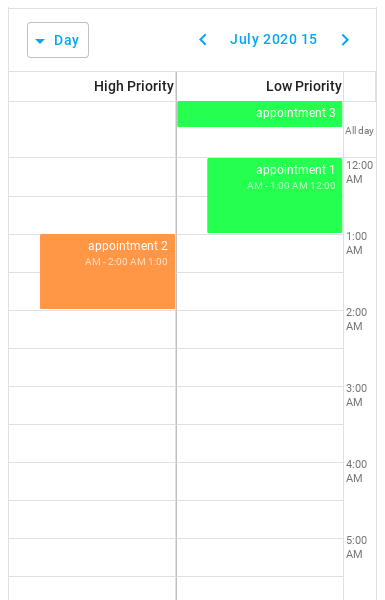 Day
July 2020 15
High Priority
Low Priority
appointment 3
All day
12:00
AM
appointment 1
AM - 1:00 AM 12:00
1:00
AM
appointment 2
AM - 2:00 AM 1:00
2:00
AM
3:00
AM
4:00
AM
5:00
AM